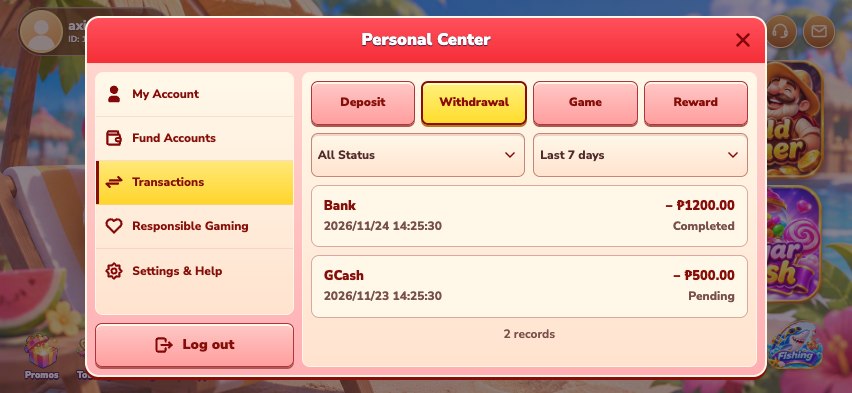 Personal Center
My Account
Fund Accounts
Transactions
Responsible Gaming
Settings & Help
Log out
Deposit
Withdrawal
Game
Reward
All Status
Last 7 days
Bank
– ₱1200.00
2026/11/24 14:25:30
Completed
GCash
– ₱500.00
2026/11/23 14:25:30
Pending
2 records
ID:
Promos
Fishing